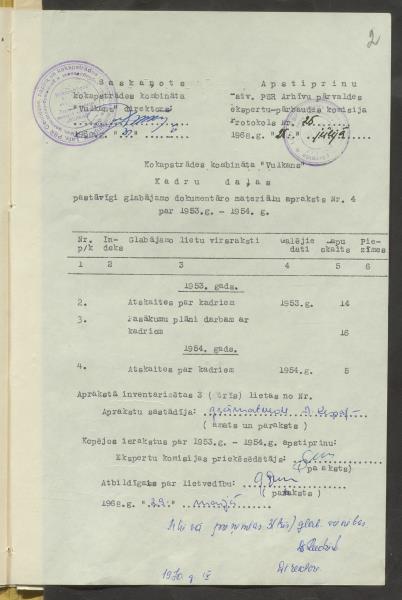 2
Saskaņots
kokapstrādes kombināta
"Vulkans" direktors
Apstiprinu
Latv. PSR Arhīvu pārvaldes
ekspertu-pārbaudes komisija
Protokols Nr. 25
1968.g. "25." jūlijā
Kokapstrādes kombināta "Vulkans"
Kadru daļas
pastāvīgi glabājamo dokumentāro materiālu apraksts Nr. 4
par 1953.g. - 1954. g.
Nr. p/k In-deks Glabājamo lietu virsraksti Galējie dati Lapu skaits Pie-zīmes
1 2 3 4 5 6
1953. gads.
2. Atskaites par kadriem 1953.g. 14
3. Pasākumu plāni darbam ar
kadriem 16
1954. gads.
4. Atskaites par kadriem 1954.g. 5
Aprakstā inventarizētas 3 (trīs) lietas no Nr.
Aprakstu sastādīja:
( amats un paraksts )
Kopējos ierakstus par 1953.g. - 1954.g. apstiprinu:
Ekspertu komisijas priekšsēdētājs:
(paraksts)
Atbildīgais par lietvedību:
( paraksts )
1968.g. "29." maijā
Direktors